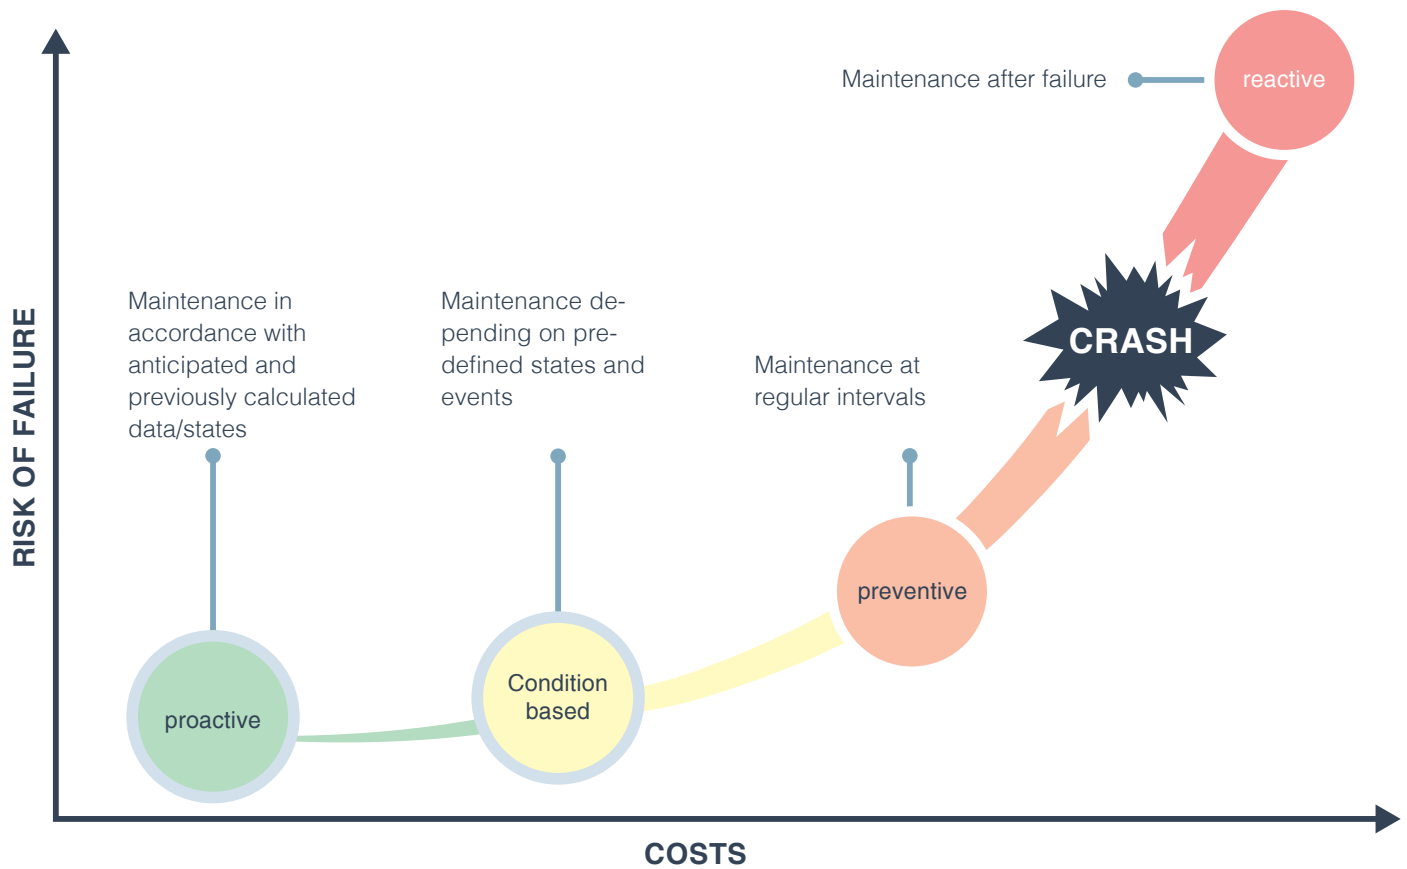 Maintenance after failure
reactive
CRASH
Maintenance in
accordance with
anticipated and
previously calculated
data/states
Maintenance de-
pending on pre-
defined states and
events
Maintenance at
regular intervals
RISK OF FAILURE
proactive
Condition
based
preventive
COSTS